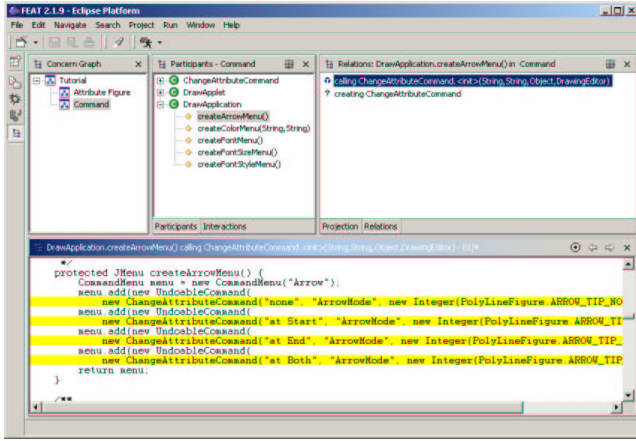 FEAT 2.1.9 - Eclipse Platform
File Edit Navigate Search Project Run Window Help
Concern Graph
Tutorial
Attribute Figure
Command
Participants - Command
ChangeAttributeCommand
DrawApplet
DrawApplication
createArrowMenu()
createColorMenu(String, String)
createFontMenu()
createFontSizeMenu()
createFontStyleMenu()
Participants Interactions
Relations: DrawApplication.createArrowMenu() in Command
calling ChangeAttributeCommand.<init>(String,String,Object,DrawingEditor)
? creating ChangeAttributeCommand
Projection Relations
DrawApplication.createArrowMenu() calling ChangeAttributeCommand.<init>(String,String,Object,DrawingEditor) - 01/4
*/
protected JMenu createArrowMenu() {
CommandMenu menu = new CommandMenu("Arrow");
menu.add(new UndoableCommand(
new ChangeAttributeCommand("none", "ArrowMode", new Integer(PolyLineFigure.ARROW_TIP_NO
menu.add(new UndoableCommand(
new ChangeAttributeCommand("at Start", "ArrowMode", new Integer(PolyLineFigure.ARROW_TI
menu.add(new UndoableCommand(
new ChangeAttributeCommand("at End", "ArrowMode", new Integer(PolyLineFigure.ARROW_TIP_
menu.add(new UndoableCommand(
new ChangeAttributeCommand("at Both", "ArrowMode", new Integer(PolyLineFigure.ARROW_TIP_
return menu;
}
/**